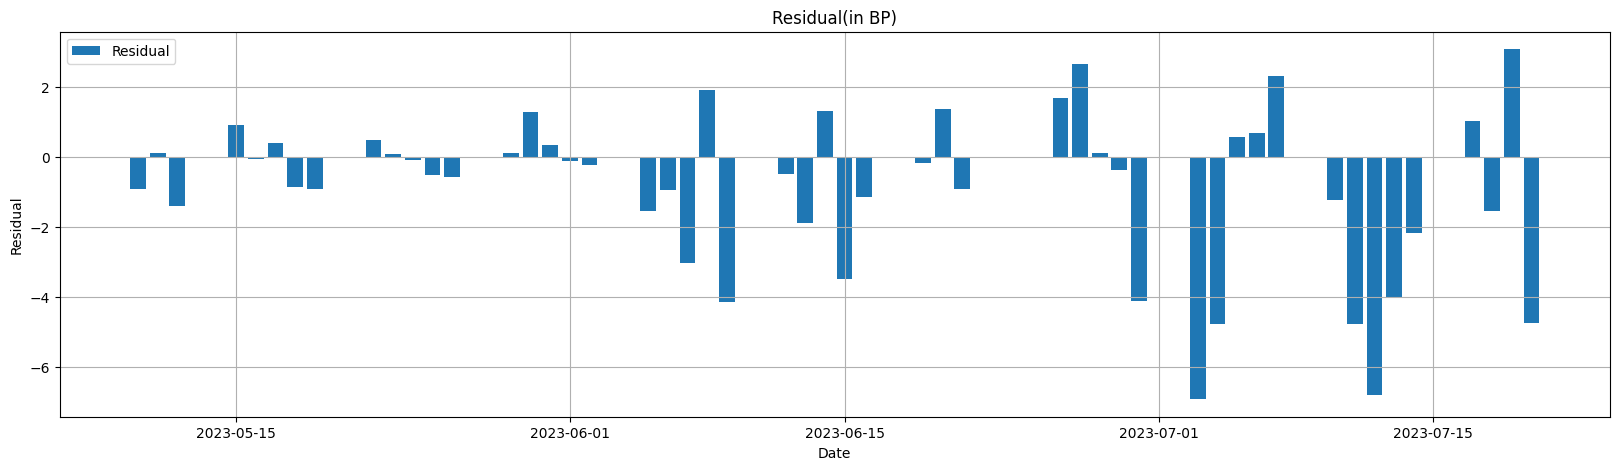 Residual(in BP)
Residual
Residual
2
0
−2
−4
−6
2023-05-15
2023-06-01
2023-06-15
2023-07-01
2023-07-15
Date